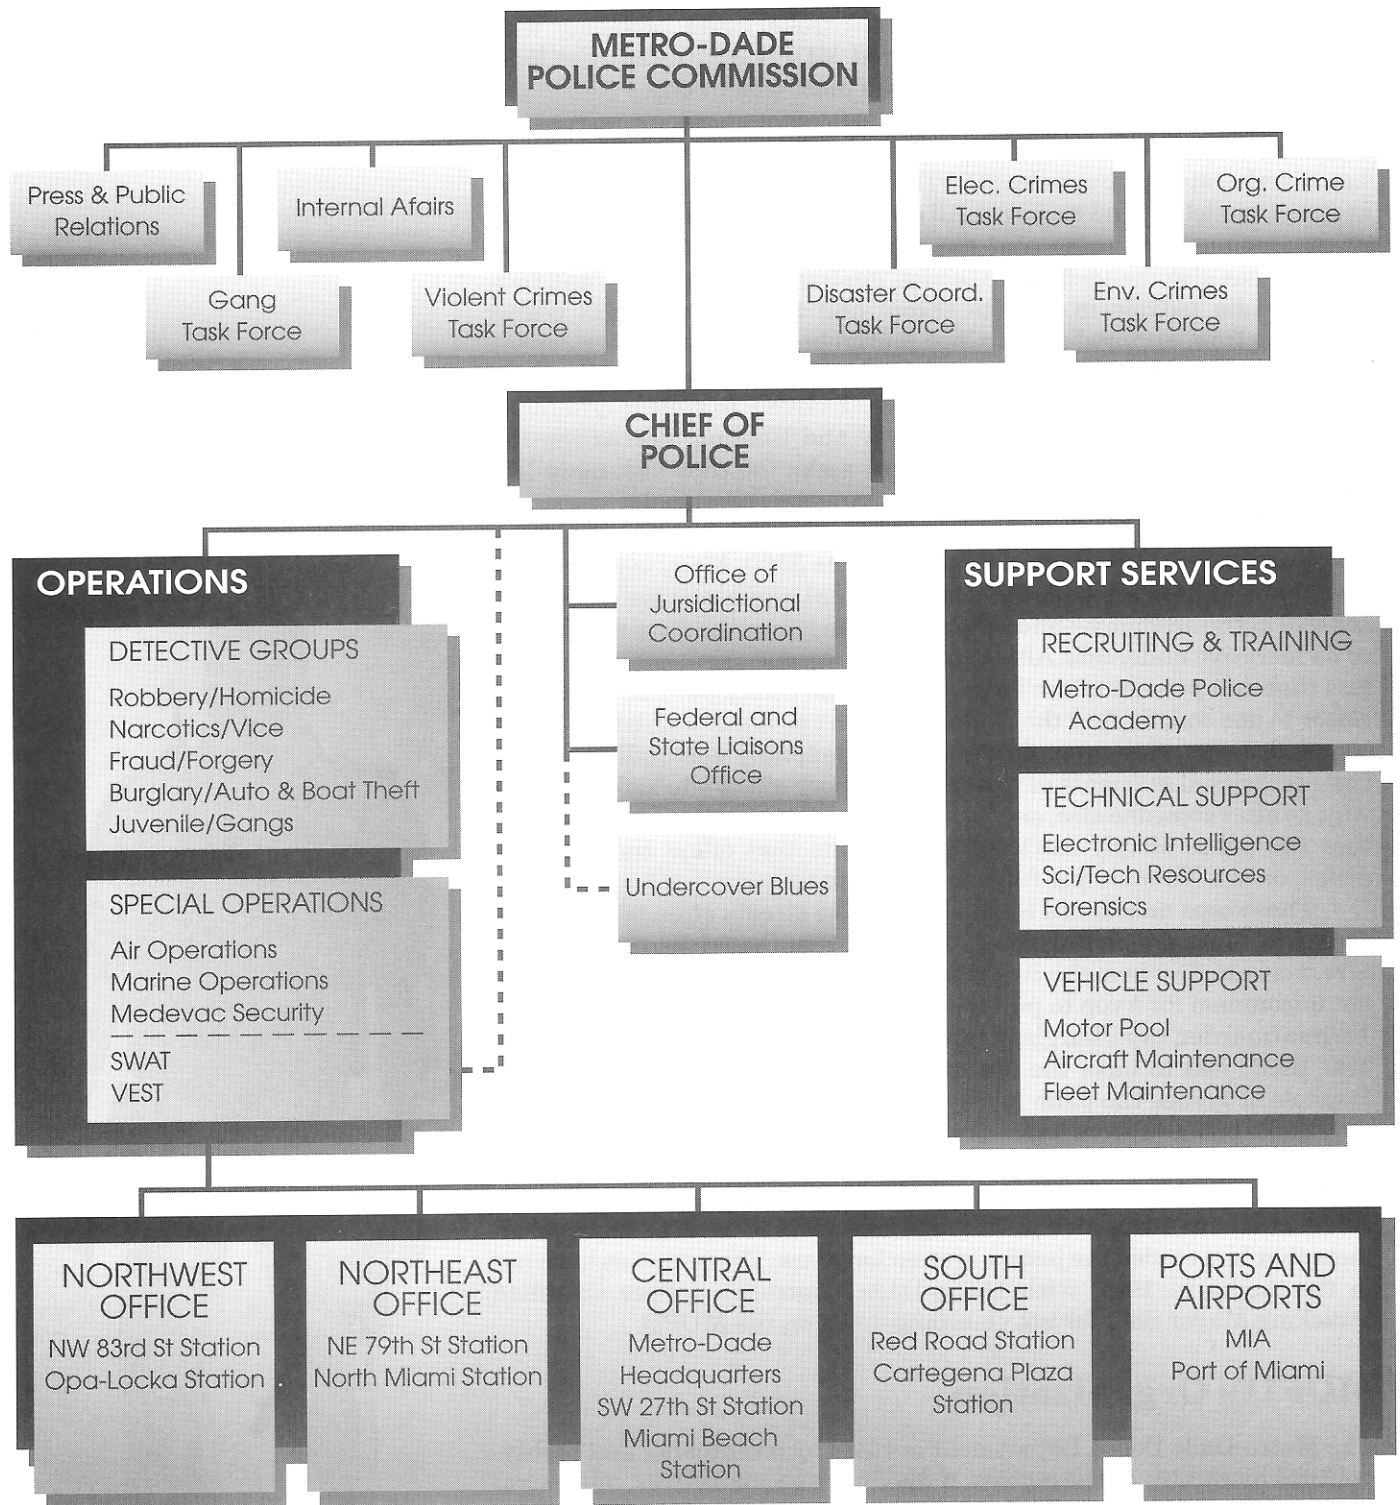 METRO-DADE
POLICE COMMISSION
Press & Public
Relations
Gang
Task Force
Internal Afairs
Violent Crimes
Task Force
Disaster Coord.
Task Force
Elec. Crimes
Task Force
Env. Crimes
Task Force
Org. Crime
Task Force
CHIEF OF
POLICE
OPERATIONS
DETECTIVE GROUPS
Robbery/Homicide
Narcotics/Vice
Fraud/Forgery
Burglary/Auto & Boat Theft
Juvenile/Gangs
SPECIAL OPERATIONS
Air Operations
Marine Operations
Medevac Security
SWAT
VEST
Office of
Jursidictional
Coordination
Federal and
State Liaisons
Office
Undercover Blues
SUPPORT SERVICES
RECRUITING & TRAINING
Metro-Dade Police
Academy
TECHNICAL SUPPORT
Electronic Intelligence
Sci/Tech Resources
Forensics
VEHICLE SUPPORT
Motor Pool
Aircraft Maintenance
Fleet Maintenance
NORTHWEST
OFFICE
NW 83rd St Station
Opa-Locka Station
NORTHEAST
OFFICE
NE 79th St Station
North Miami Station
CENTRAL
OFFICE
Metro-Dade
Headquarters
SW 27th St Station
Miami Beach
Station
SOUTH
OFFICE
Red Road Station
Cartegena Plaza
Station
PORTS AND
AIRPORTS
MIA
Port of Miami